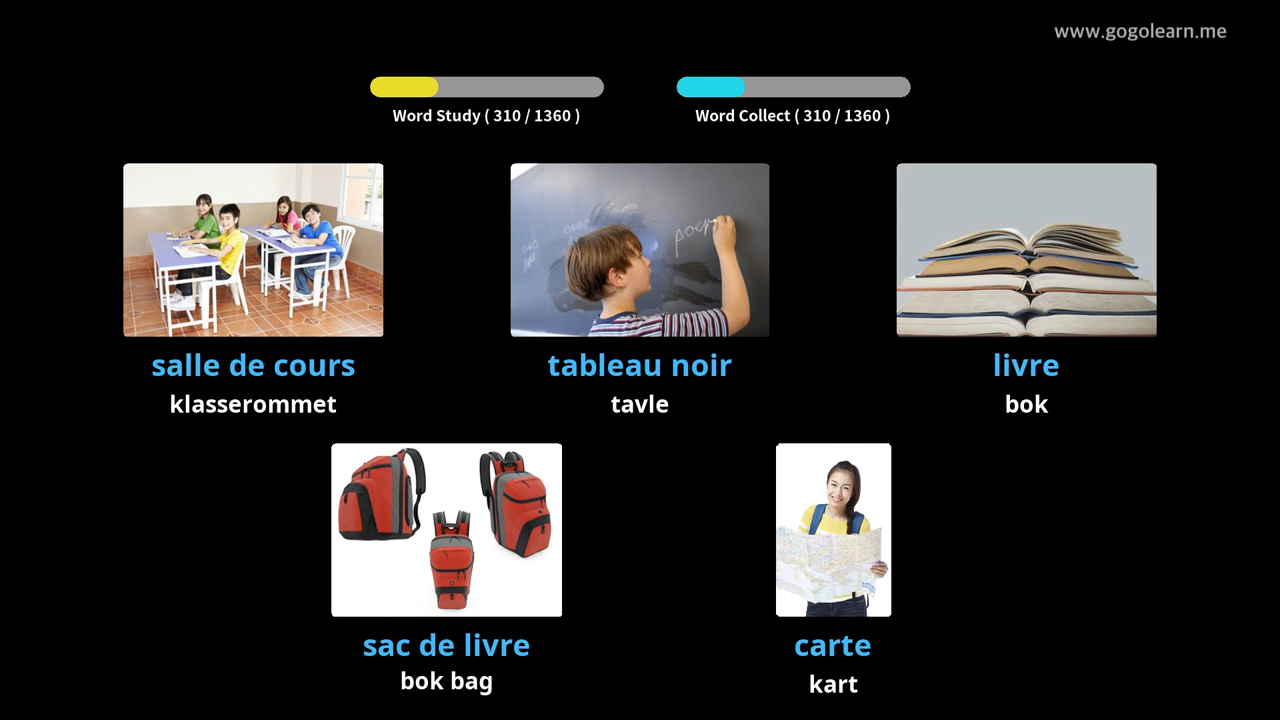 www.gogolearn.me
Word Study ( 310 / 1360 )
Word Collect ( 310 / 1360 )
poer
salle de cours
tableau noir
livre
klasserommet
tavle
bok
sac de livre
carte
bok bag
kart